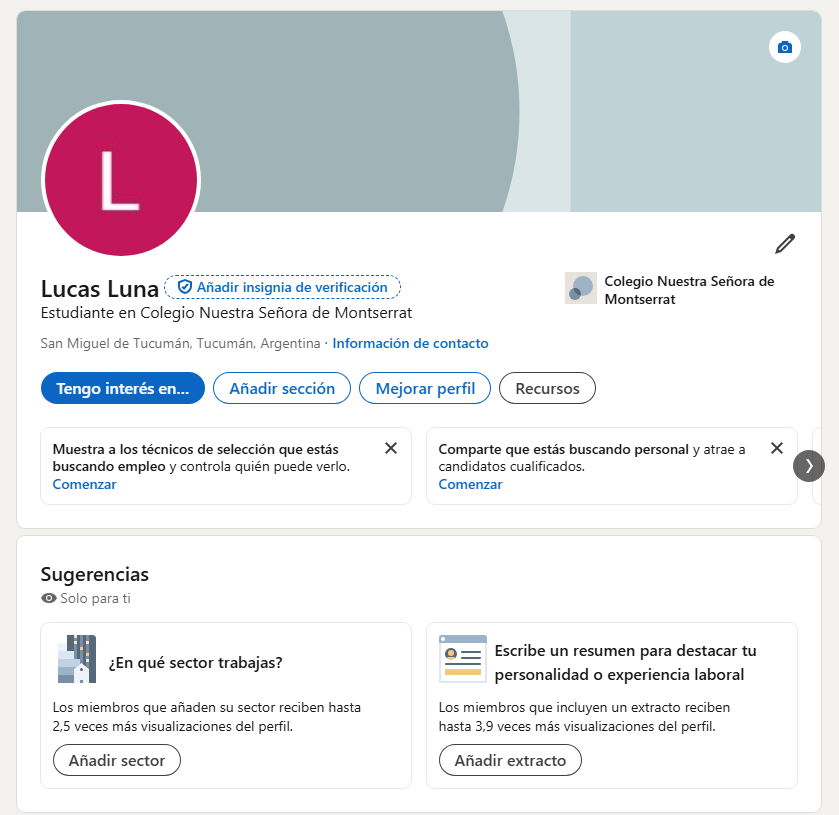 L
Lucas Luna
Añadir insignia de verificación
Estudiante en Colegio Nuestra Señora de Montserrat
San Miguel de Tucumán, Tucumán, Argentina · Información de contacto
Colegio Nuestra Señora de
Montserrat
Tengo interés en...
Añadir sección
Mejorar perfil
Recursos
Muestra a los técnicos de selección que estás
buscando empleo y controla quién puede verlo.
Comenzar
Comparte que estás buscando personal y atrae a
candidatos cualificados.
Comenzar
Sugerencias
Solo para ti
¿En qué sector trabajas?
Los miembros que añaden su sector reciben hasta
2,5 veces más visualizaciones del perfil.
Añadir sector
Escribe un resumen para destacar tu
personalidad o experiencia laboral
Los miembros que incluyen un extracto reciben
hasta 3,9 veces más visualizaciones del perfil.
Añadir extracto